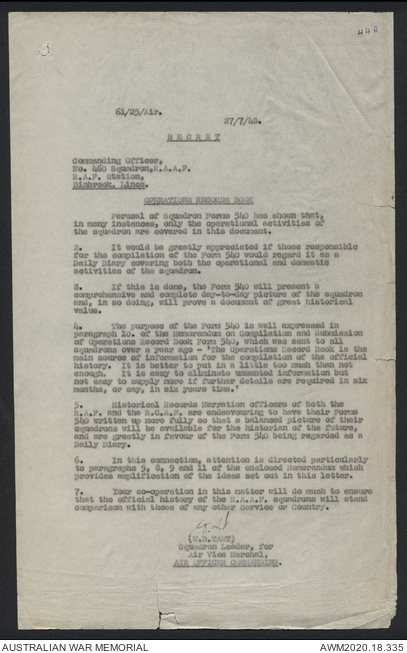 44A
61/25/Air.
27/7/43.
S E C R E T
Commanding Officer,
No. 460 Squadron,R.A.A.F.
R.A.F. Station,
Binbrook, Lincs.
OPERATIONS RECORDS BOOK
Perusal of Squadron Forms 540 has shown that,
in many instances, only the operational activities of
the squadron are covered in this document.
2. It would be greatly appreciated if those responsible
for the compilation of the Form 540 would regard it as a
Daily Diary covering both the operational and domestic
activities of the squadron.
3. If this is done, the Form 540 will present a
comprehensive and complete day-to-day picture of the squadron
and, in so doing, will prove a document of great historical
value.
4. The purpose of the Form 540 is well expressed in
paragraph 10. of the Memorandum on Compilation and Submission
of Operations Record Book Form 540, which was sent to all
squadrons over a year ago - "The Operations Record Book is the
main source of information for the compilation of the official
history. It is better to put in a little too much than not
enough. It is easy to eliminate unwanted information but
not easy to supply more if further details are required in six
months, or any, in six years time."
5. Historical Records Narration officers of both the
R.A.F. and the R.C.A.F. are endeavouring to have their Forms
540 written up more fully so that a balanced picture of their
squadrons will be available for the historian of the future,
and are greatly in favour of the Form 540 being regarded as a
Daily Diary.
6. In this connection, attention is directed particularly
to paragraphs 5, 8, 9 and 11 of the enclosed Memorandum which
provides amplification of the ideas set out in this letter.
7. Your co-operation in this matter will do much to ensure
that the official history of the R.A.A.F. squadrons will stand
comparison with those of any other service or Country.
(W.B.TART)
Squadron Leader, for
Air Vice Marshal,
AIR OFFICER COMMANDING.
AUSTRALIAN WAR MEMORIAL
AWM2020.18.335